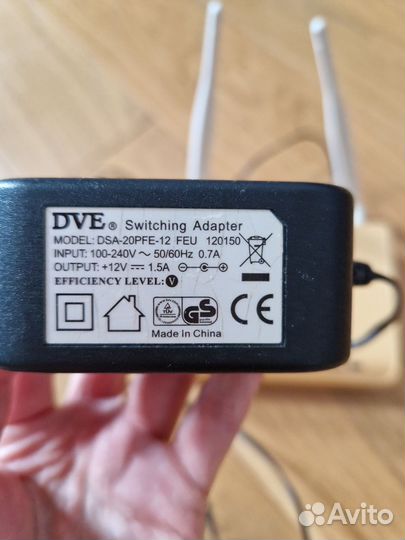 DVE® Switching Adapter
MODEL: DSA-20PFE-12 FEU 120150
INPUT: 100-240V ~ 50/60Hz 0.7A
OUTPUT: +12V ⎓ 1.5A
EFFICIENCY LEVEL: V
TÜV GS CE
Made In China
Avito